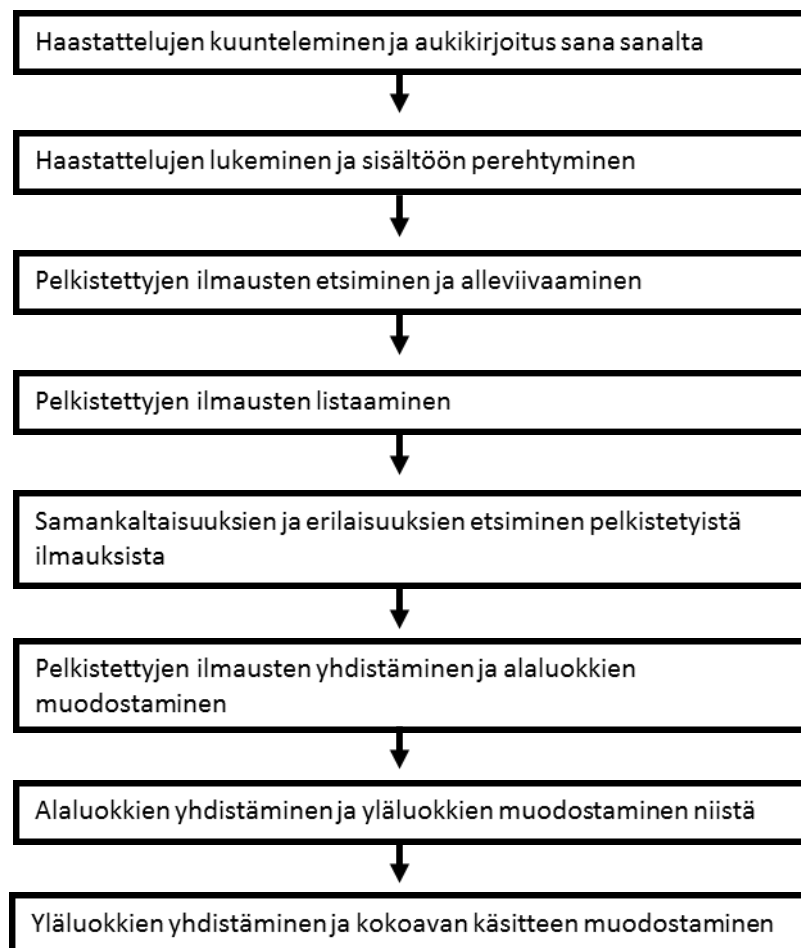 Haastattelujen kuunteleminen ja aukikirjoitus sana sanalta
Haastattelujen lukeminen ja sisältöön perehtyminen
Pelkistettyjen ilmausten etsiminen ja alleviivaaminen
Pelkistettyjen ilmausten listaaminen
Samankaltaisuuksien ja erilaisuuksien etsiminen pelkistetyistä
ilmauksista
Pelkistettyjen ilmausten yhdistäminen ja alaluokkien
muodostaminen
Alaluokkien yhdistäminen ja yläluokkien muodostaminen niistä
Yläluokkien yhdistäminen ja kokoavan käsitteen muodostaminen